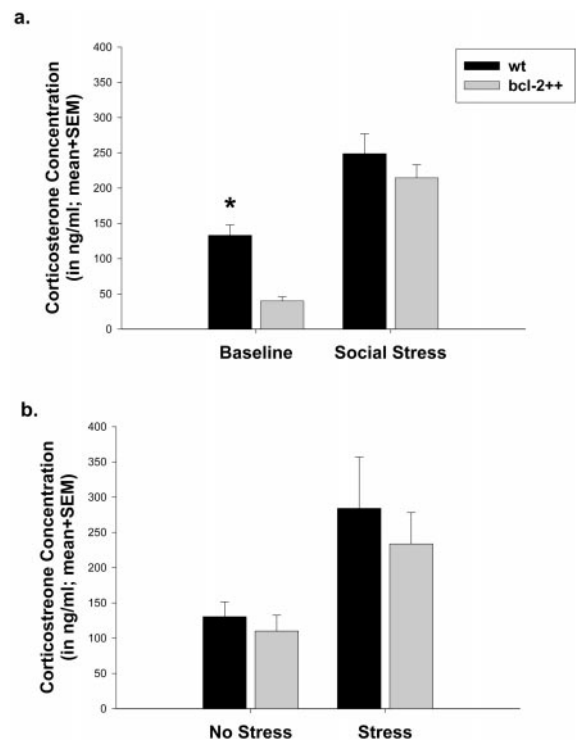 a.
Corticosterone Concentration
(in ng/ml; mean+SEM)
400
350
300
250
200
150
100
50
0
wt
bcl-2++
*
Baseline Social Stress
b.
Corticostreone Concentration
(in ng/ml; mean+SEM)
400
350
300
250
200
150
100
50
0
No Stress Stress